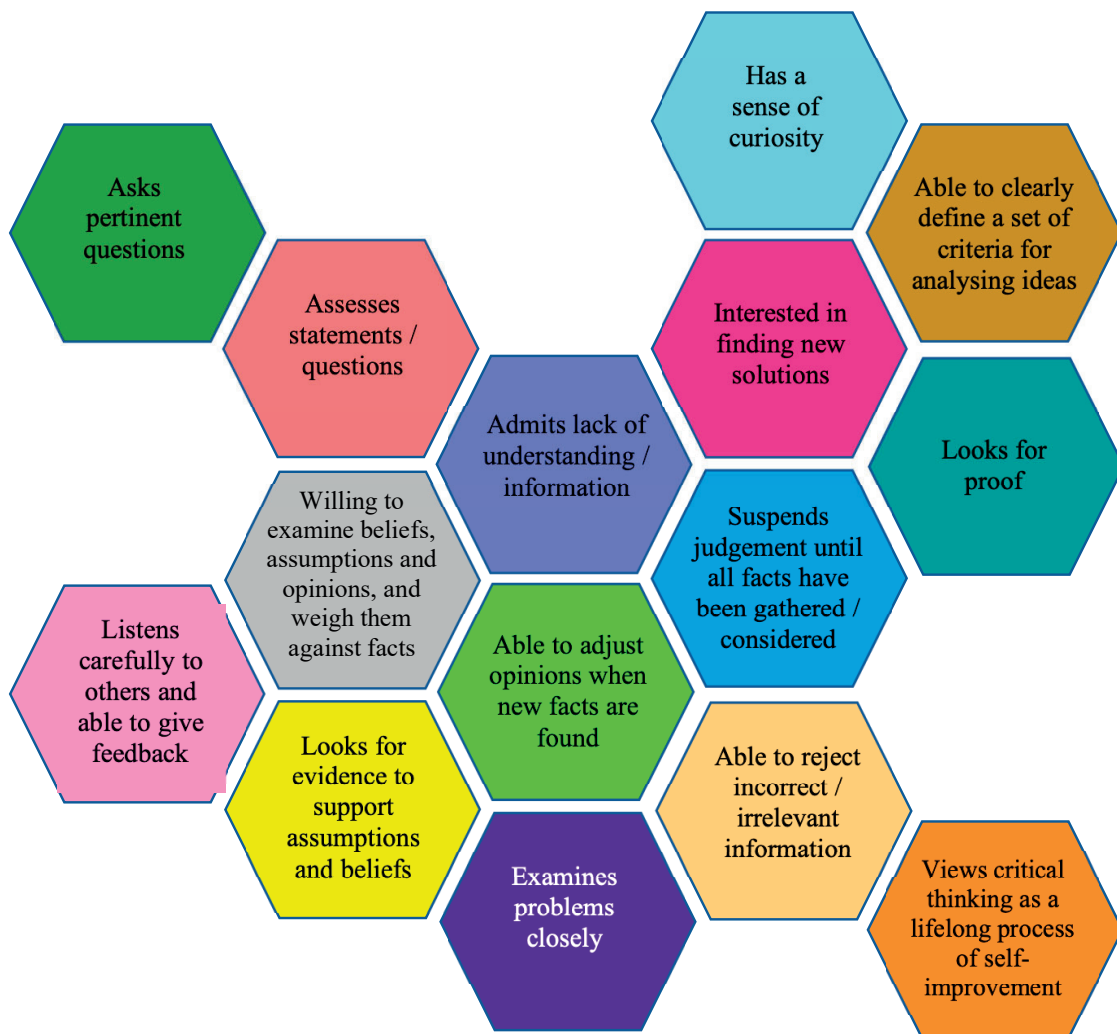 Has a
sense of
curiosity
Asks
pertinent
questions
Able to clearly
define a set of
criteria for
analysing ideas
Assesses
statements /
questions
Interested in
finding new
solutions
Admits lack of
understanding /
information
Looks for
proof
Willing to
examine beliefs,
assumptions and
opinions, and
weigh them
against facts
Suspends
judgement until
all facts have
been gathered /
considered
Listens
carefully to
others and
able to give
feedback
Able to adjust
opinions when
new facts are
found
Looks for
evidence to
support
assumptions
and beliefs
Able to reject
incorrect /
irrelevant
information
Examines
problems
closely
Views critical
thinking as a
lifelong process
of self-
improvement